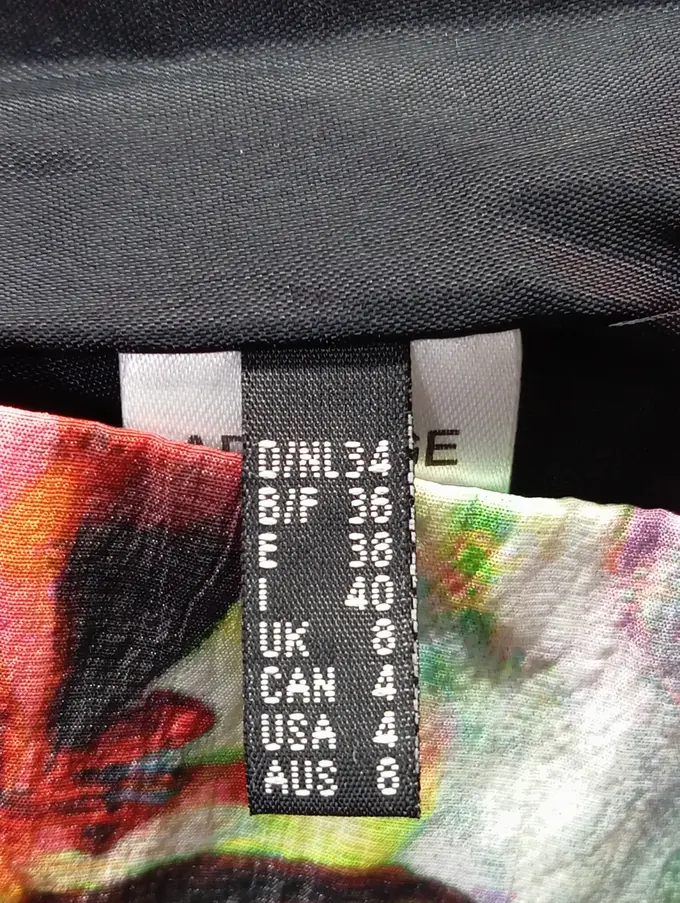 D/NL 34
B/F 36
E 38
I 40
UK 8
CAN 4
USA 4
AUS 8